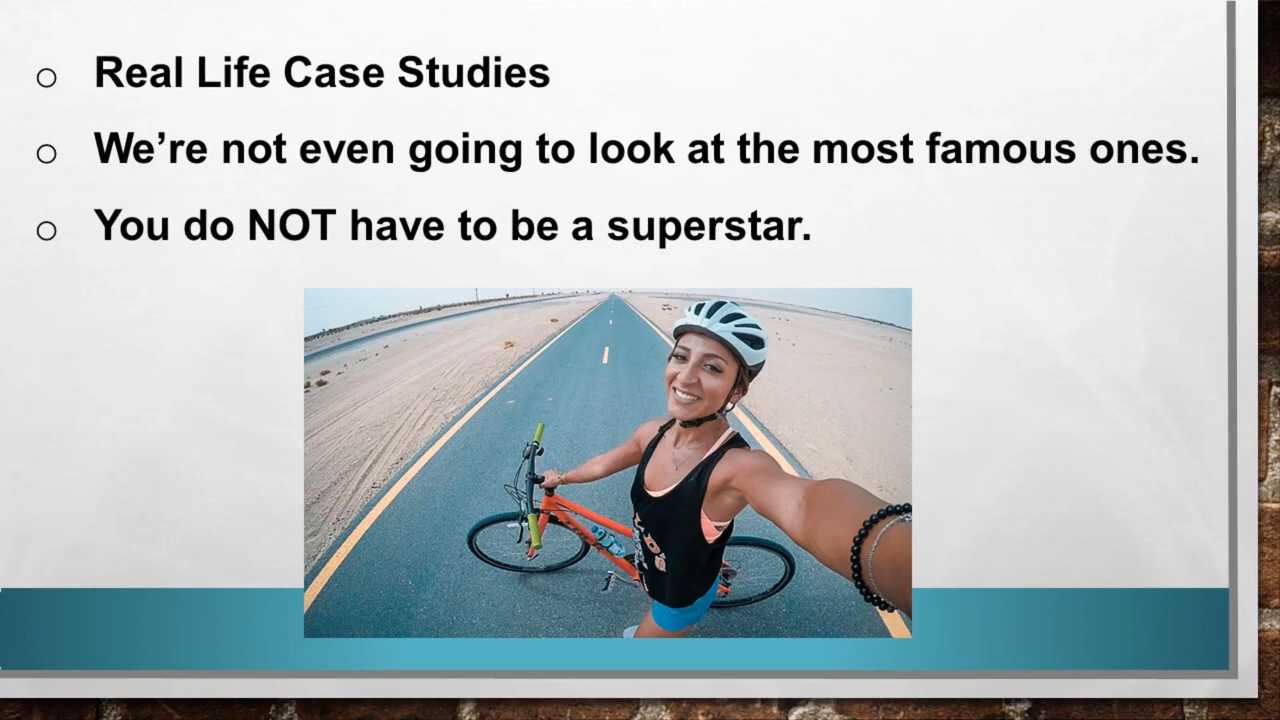 Real Life Case Studies
We’re not even going to look at the most famous ones.
You do NOT have to be a superstar.